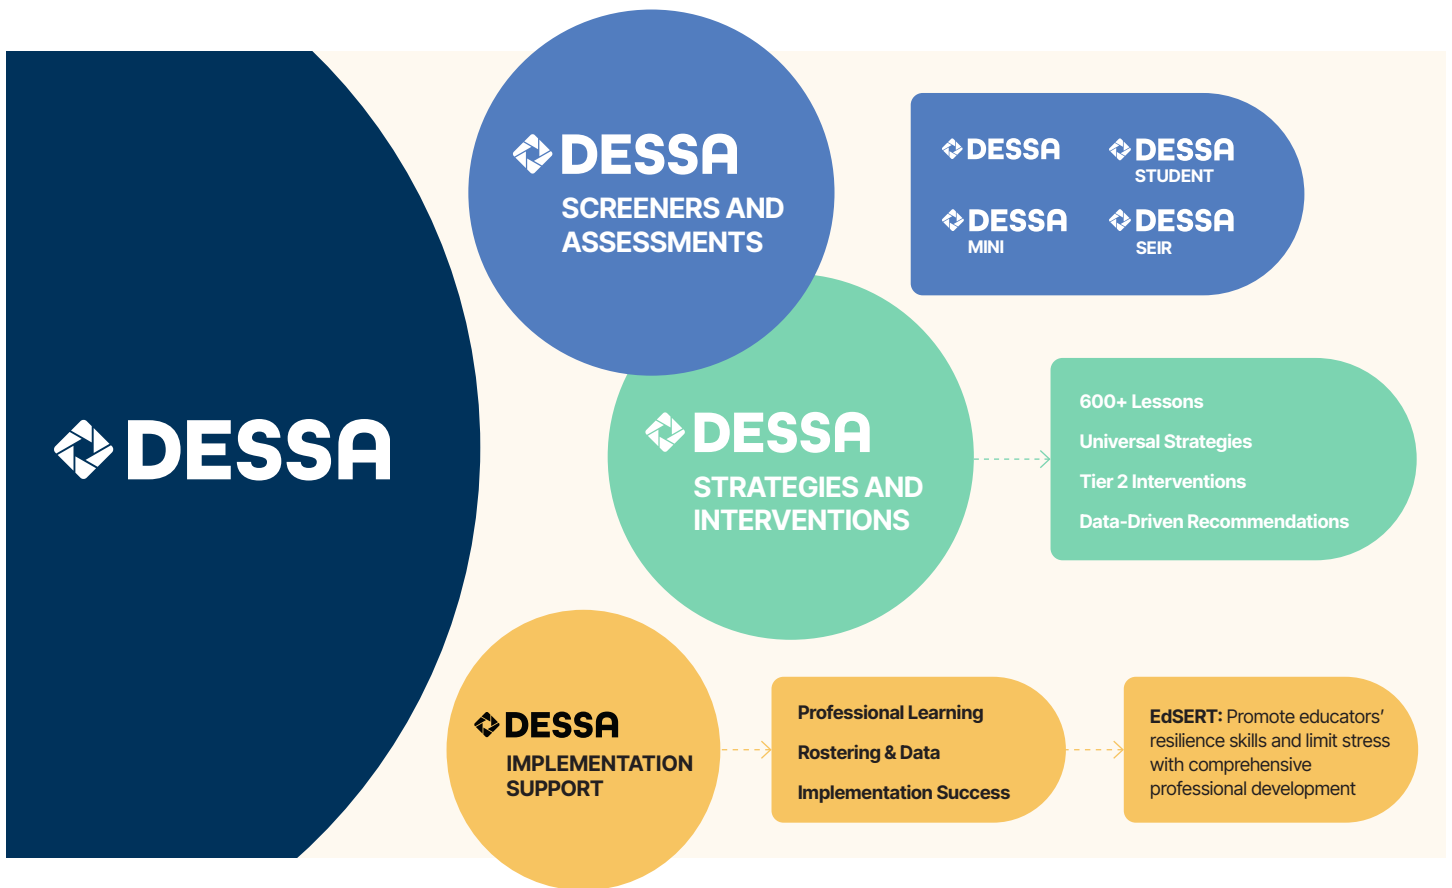 DESSA
DESSA
SCREENERS AND
ASSESSMENTS
DESSA
DESSA
STUDENT
DESSA
MINI
DESSA
SEIR
DESSA
STRATEGIES AND
INTERVENTIONS
600+ Lessons
Universal Strategies
Tier 2 Interventions
Data-Driven Recommendations
DESSA
IMPLEMENTATION
SUPPORT
Professional Learning
Rostering & Data
Implementation Success
EdSERT: Promote educators’
resilience skills and limit stress
with comprehensive
professional development